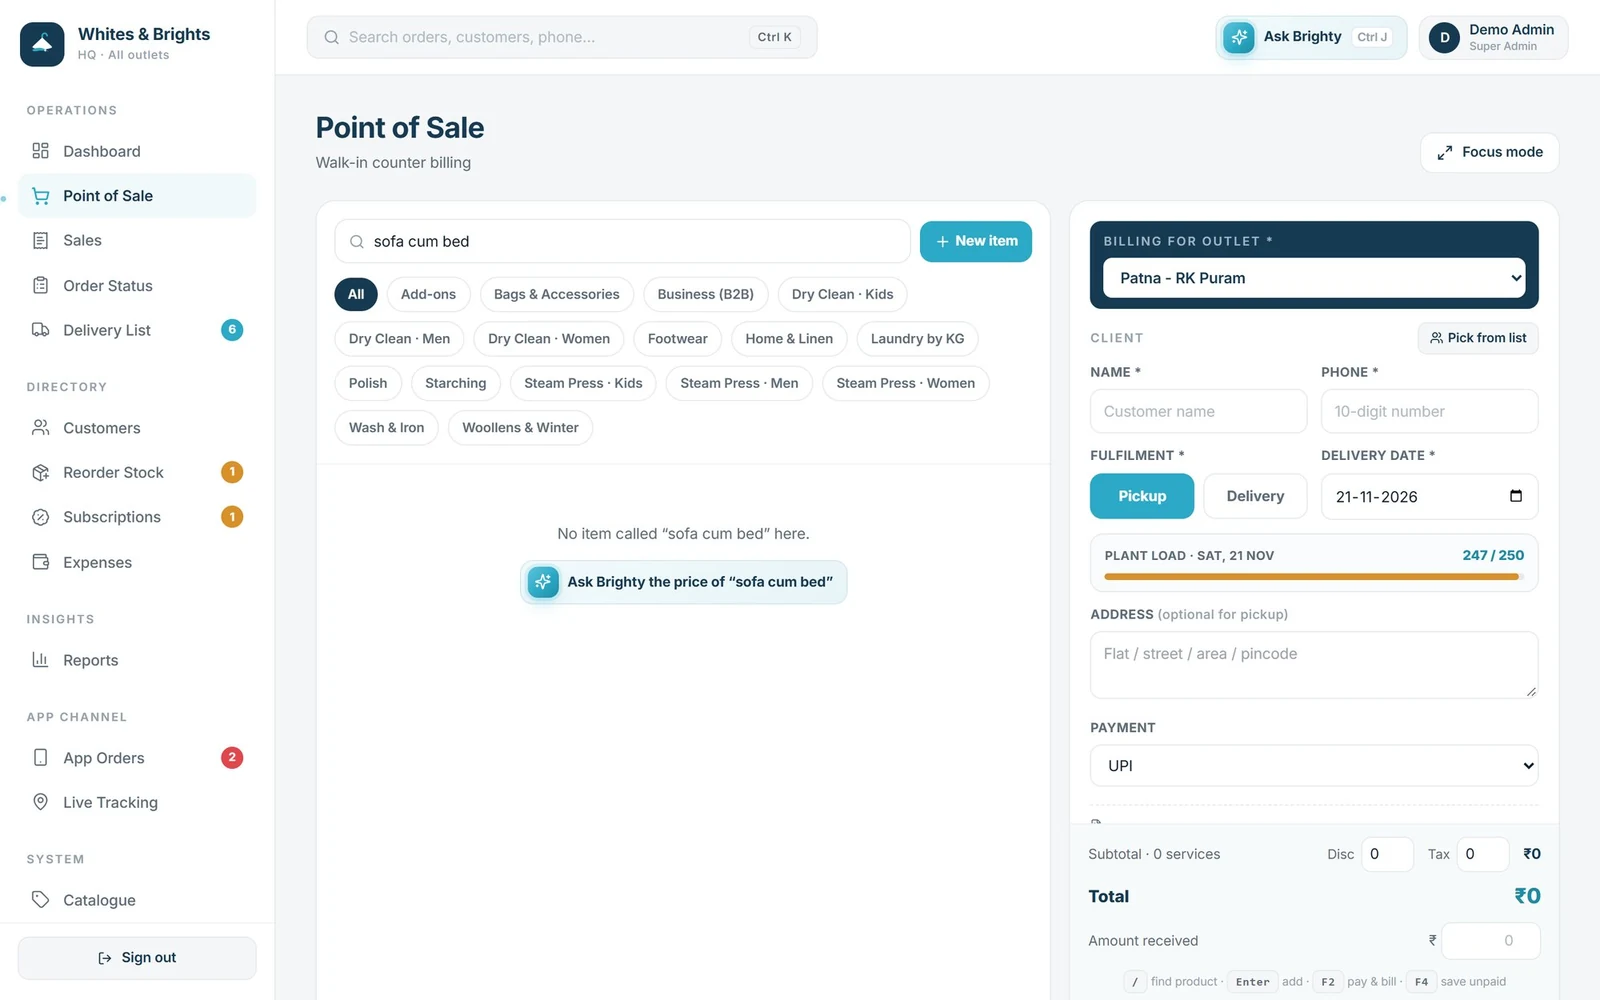 Whites & Brights
HQ · All outlets
Search orders, customers, phone...
Ctrl K
Ask Brighty
Ctrl J
D
Demo Admin
Super Admin
OPERATIONS
Dashboard
Point of Sale
Sales
Order Status
Delivery List
6
DIRECTORY
Customers
Reorder Stock
1
Subscriptions
1
Expenses
INSIGHTS
Reports
APP CHANNEL
App Orders
2
Live Tracking
SYSTEM
Catalogue
Sign out
Point of Sale
Walk-in counter billing
Focus mode
sofa cum bed
+ New item
All
Add-ons
Bags & Accessories
Business (B2B)
Dry Clean · Kids
Dry Clean · Men
Dry Clean · Women
Footwear
Home & Linen
Laundry by KG
Polish
Starching
Steam Press · Kids
Steam Press · Men
Steam Press · Women
Wash & Iron
Woollens & Winter
No item called “sofa cum bed” here.
Ask Brighty the price of “sofa cum bed”
BILLING FOR OUTLET *
Patna - RK Puram
CLIENT
Pick from list
NAME *
PHONE *
Customer name
10-digit number
FULFILMENT *
DELIVERY DATE *
Pickup
Delivery
21-11-2026
PLANT LOAD · SAT, 21 NOV
247 / 250
ADDRESS (optional for pickup)
Flat / street / area / pincode
PAYMENT
UPI
Subtotal · 0 services
Disc
0
Tax
0
₹0
Total
₹0
Amount received
₹
0
/ find product · Enter add · F2 pay & bill · F4 save unpaid